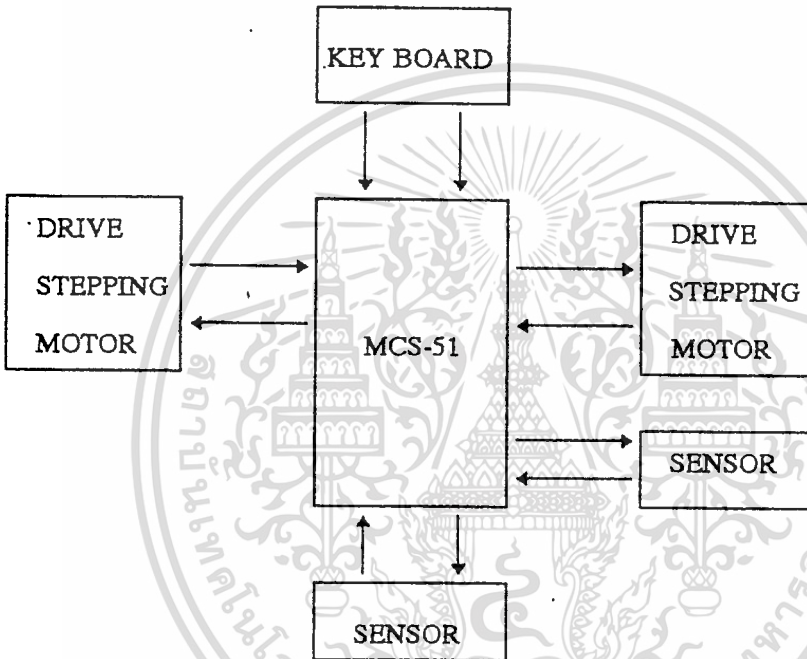 KEY BOARD
DRIVE
STEPPING
MOTOR
MCS-51
DRIVE
STEPPING
MOTOR
SENSOR
SENSOR